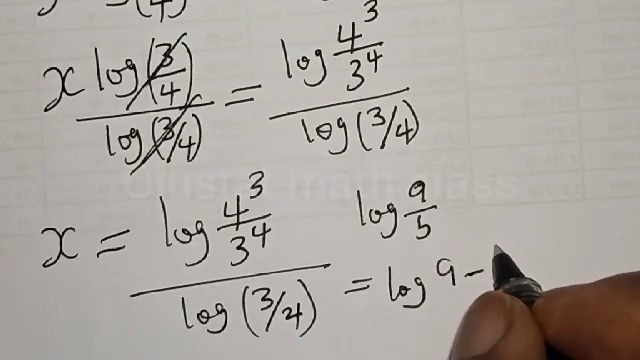 x log(3/4) / log(3/4) = log 4^3/3^4 / log(3/4)
x = log 4^3/3^4 / log(3/4)
log 9/5
= log 9 –